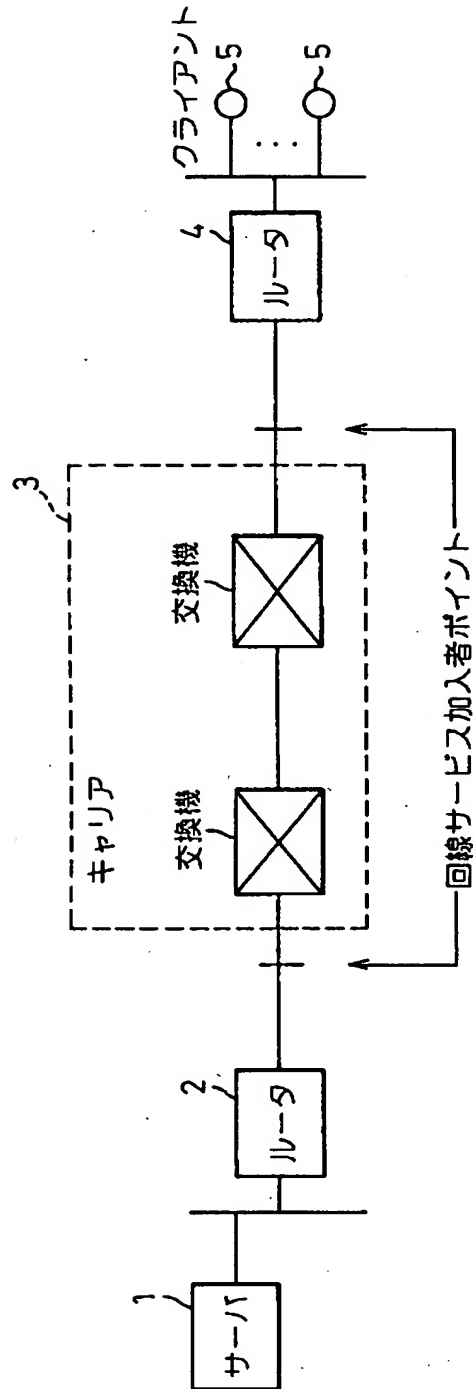 1
サーバ
2
ルータ
3
キャリア
交換機
交換機
回線サービス加入者ポイント
4
ルータ
クライアント
5
...
5